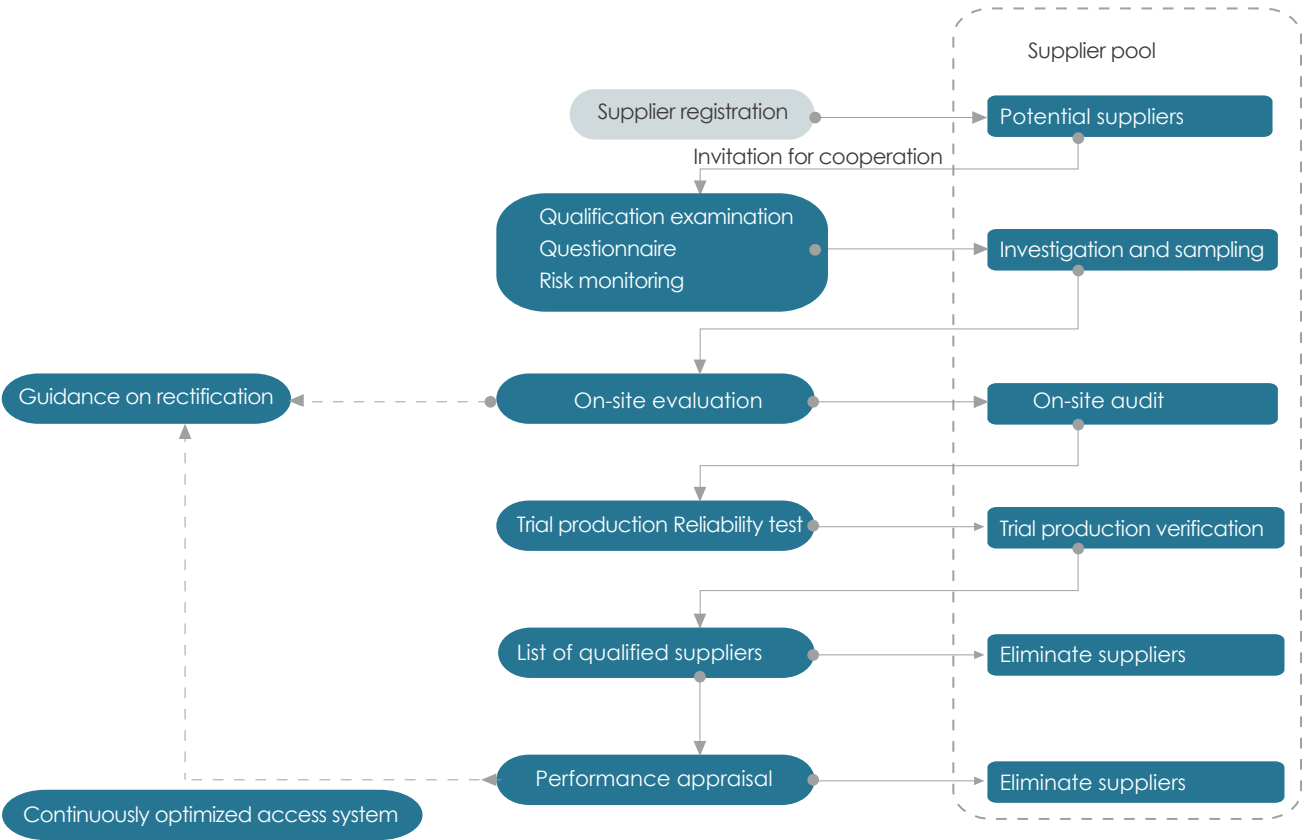 Supplier pool
Supplier registration
Potential suppliers
Invitation for cooperation
Qualification examination
Questionnaire
Risk monitoring
Investigation and sampling
Guidance on rectification
On-site evaluation
On-site audit
Trial production Reliability test
Trial production verification
List of qualified suppliers
Eliminate suppliers
Performance appraisal
Eliminate suppliers
Continuously optimized access system